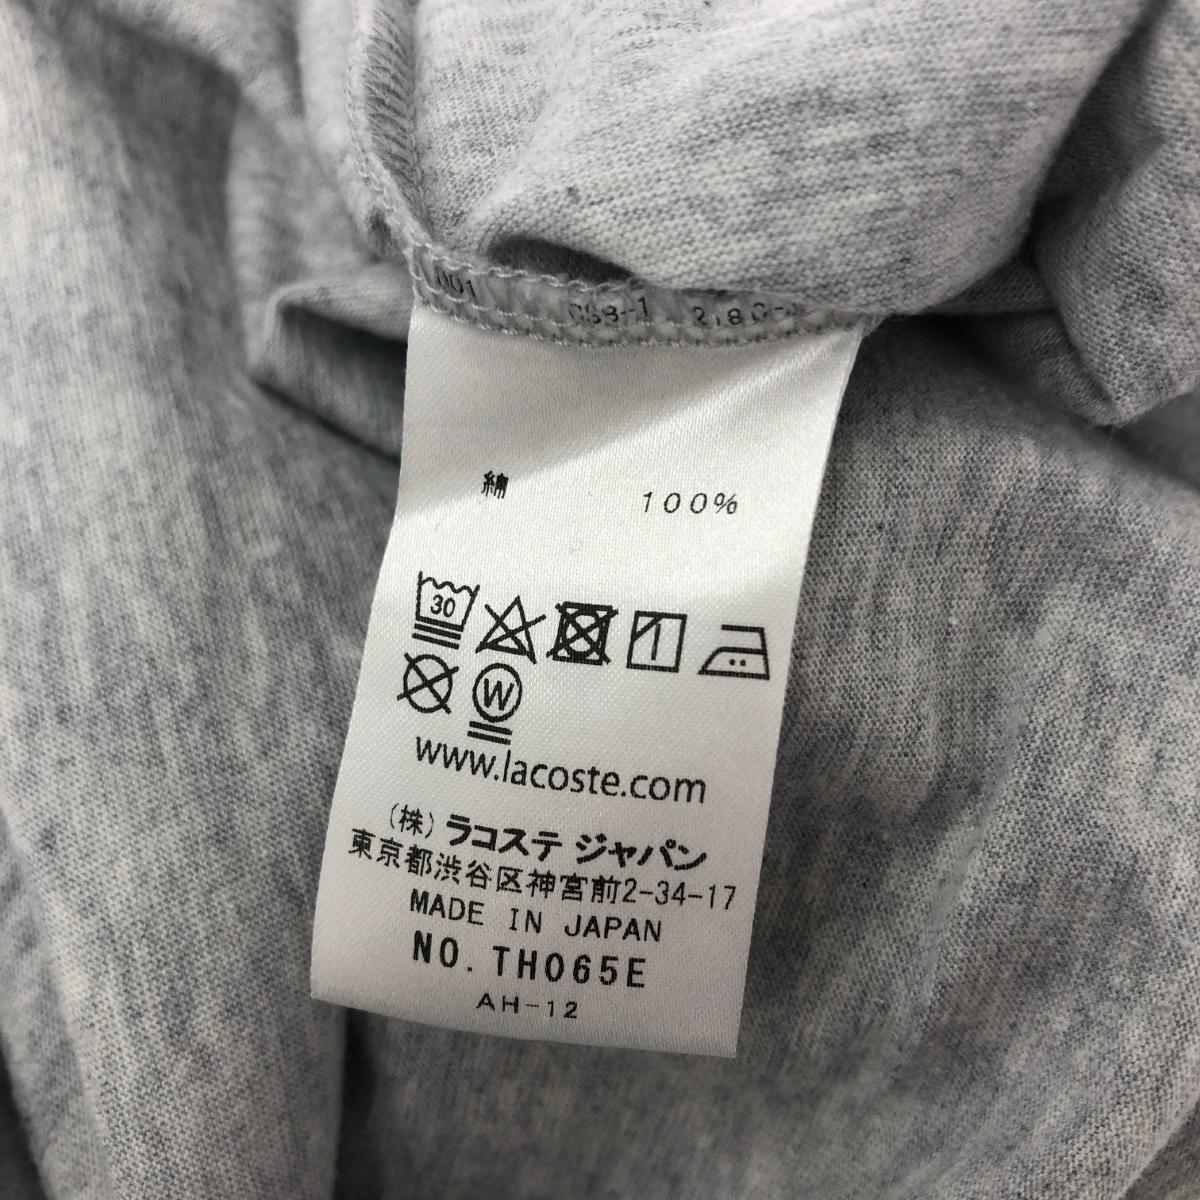 綿 100%
30
W
www.lacoste.com
(株) ラコステ ジャパン
東京都渋谷区神宮前2-34-17
MADE IN JAPAN
NO. TH065E
AH-12